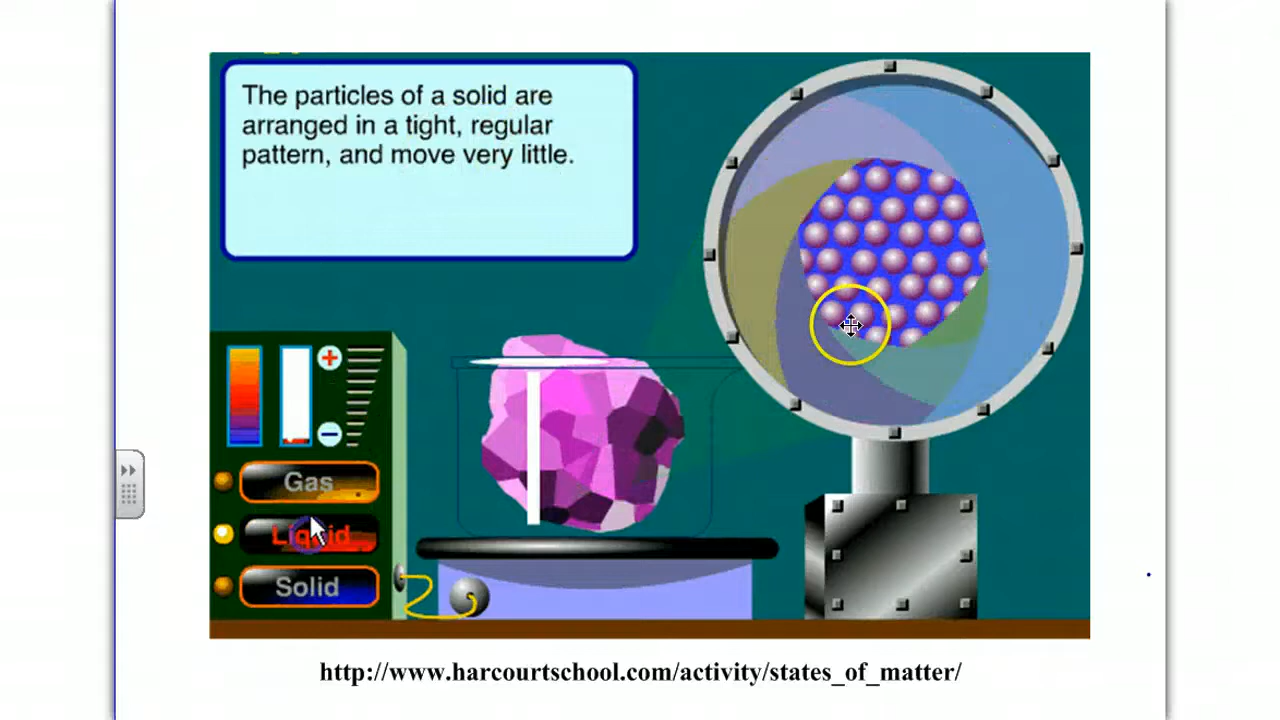 The particles of a solid are
arranged in a tight, regular
pattern, and move very little.
+
−
Gas
Liquid
Solid
http://www.harcourtschool.com/activity/states_of_matter/